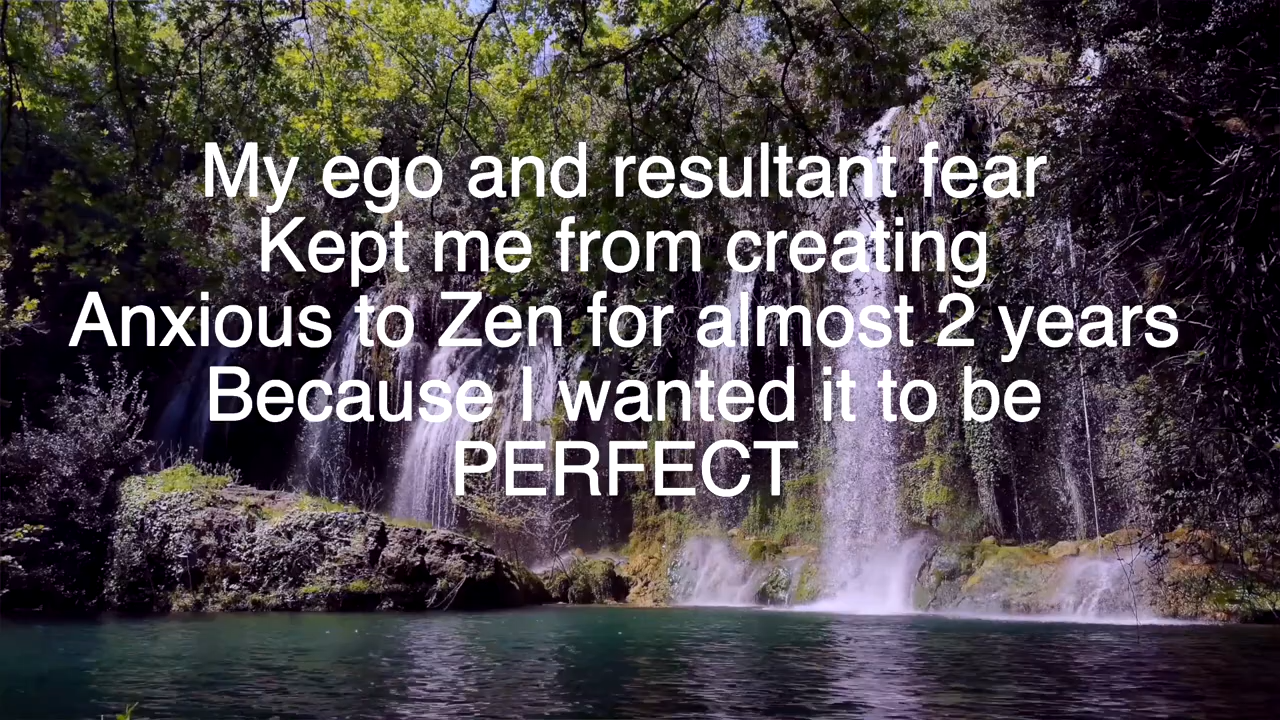 My ego and resultant fear
Kept me from creating
Anxious to Zen for almost 2 years
Because I wanted it to be
PERFECT